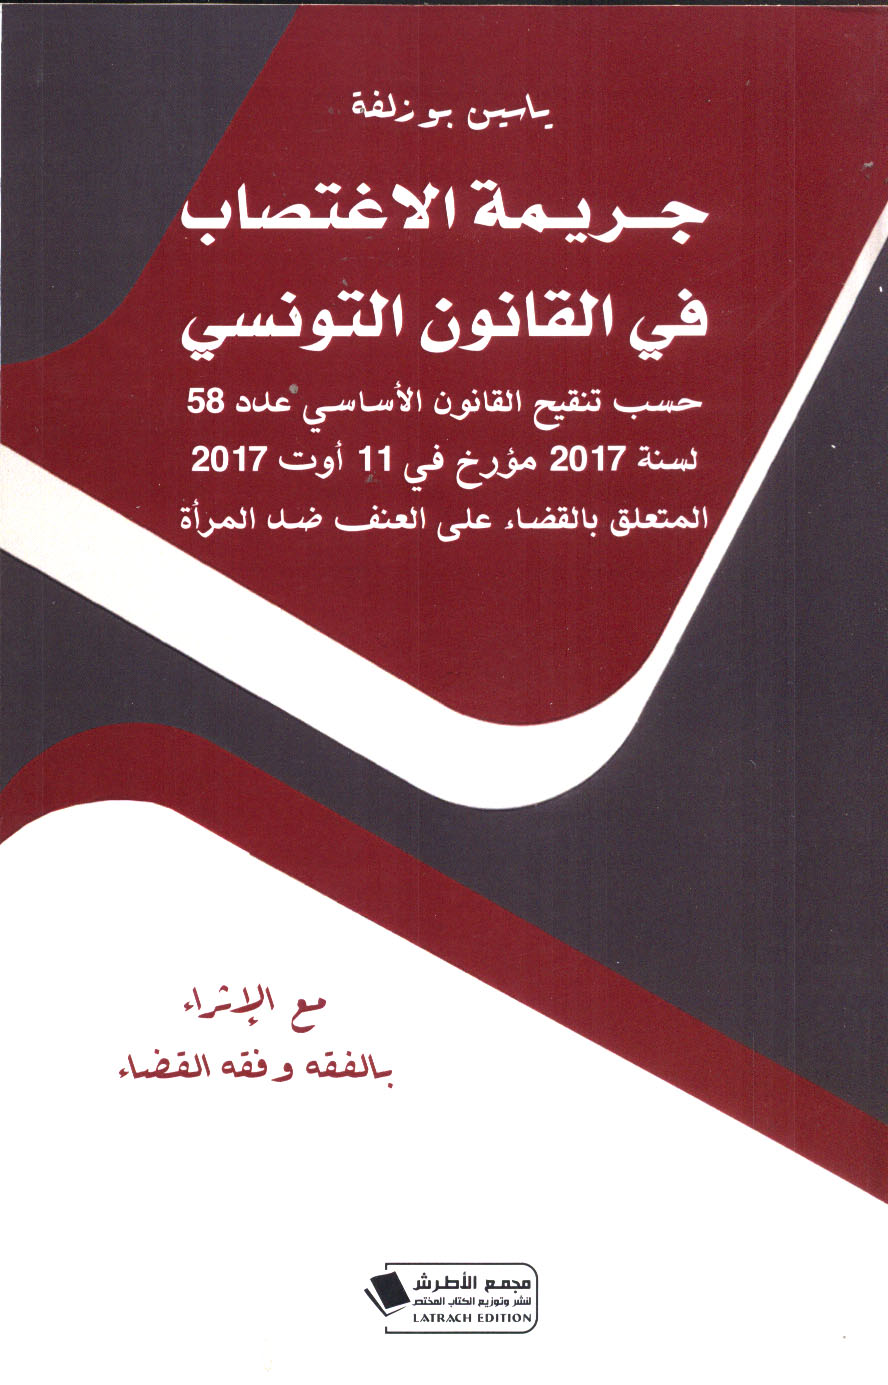 ياسين بوزلفة
جريمة الاغتصاب
في القانون التونسي
حسب تنقيح القانون الأساسي عدد 58
لسنة 2017 مؤرخ في 11 أوت 2017
المتعلق بالقضاء على العنف ضد المرأة
مع الإثراء
بالفقه وفقه القضاء
مجمع الأطرش
لنشر وتوزيع الكتاب المختص
LATRACH EDITION